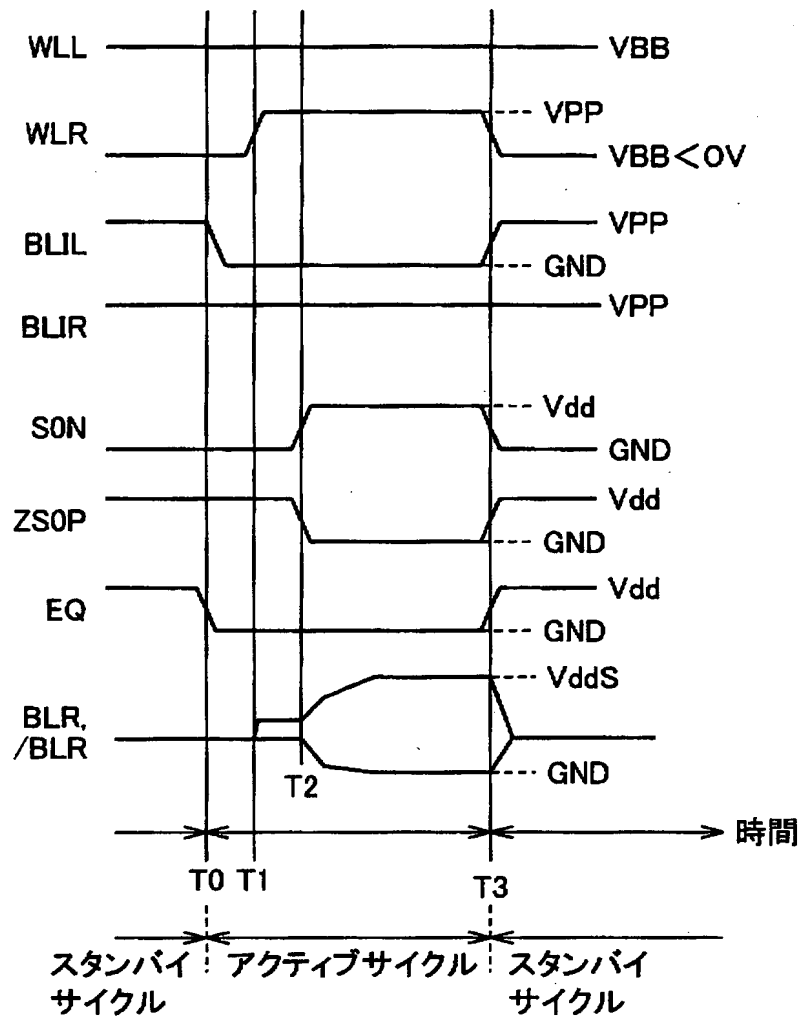 WLL VBB
VPP
WLR
VBB<0V
VPP
BLIL
GND
VPP
BLIR
Vdd
SON
GND
Vdd
ZSOP
GND
Vdd
EQ
GND
VddS
BLR,
/BLR
GND
T2
時間
T0 T1 T3
スタンバイ アクティブサイクル スタンバイ
サイクル サイクル